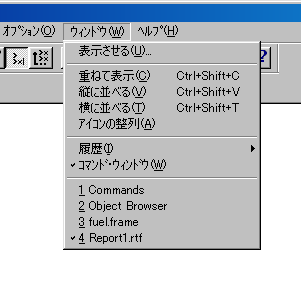 ｵﾌﾟｼｮﾝ(O) ｳｨﾝﾄﾞｳ(W) ﾍﾙﾌﾟ(H)
表示させる(U)...
重ねて表示(C) Ctrl+Shift+C
縦に並べる(V) Ctrl+Shift+V
横に並べる(T) Ctrl+Shift+T
アイコンの整列(A)
履歴(I)
ｺﾏﾝﾄﾞ･ｳｨﾝﾄﾞｳ(W)
1 Commands
2 Object Browser
3 fuel.frame
4 Report1.rtf